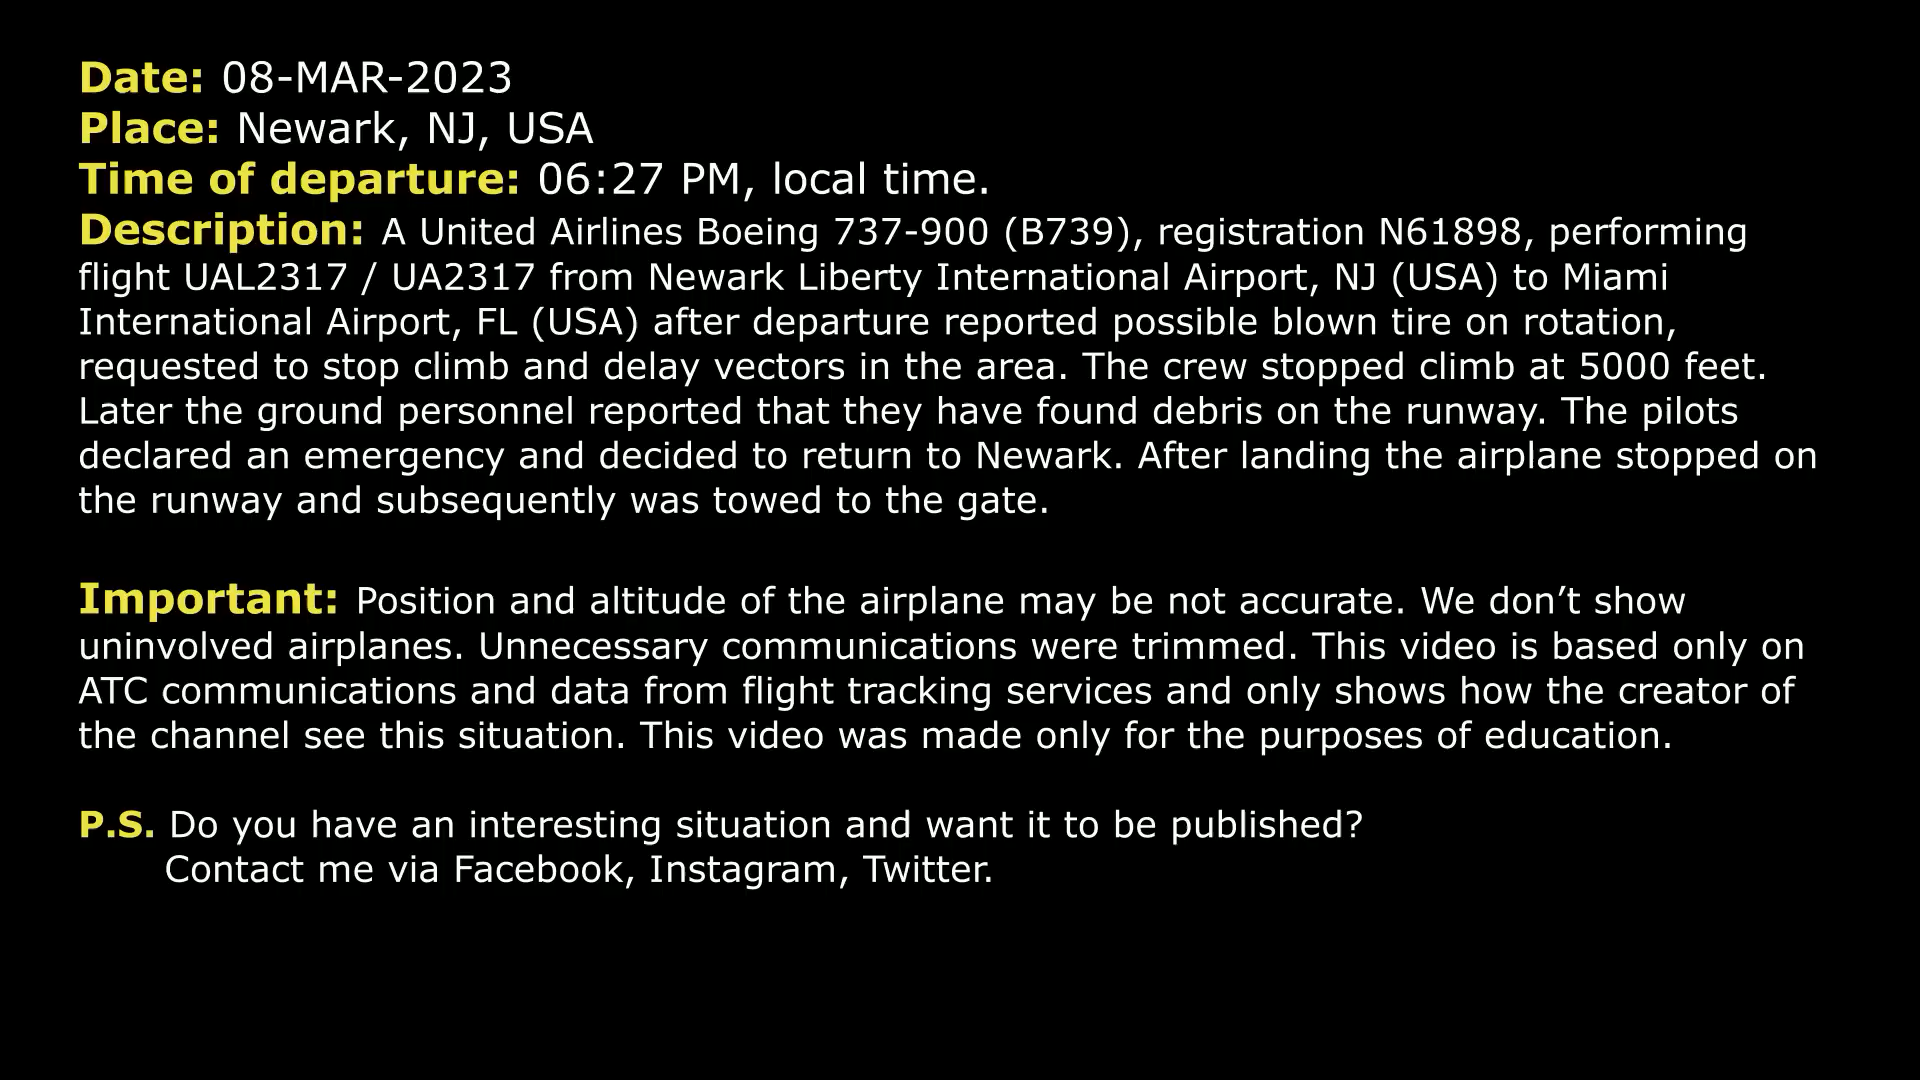 Date: 08-MAR-2023
Place: Newark, NJ, USA
Time of departure: 06:27 PM, local time.
Description: A United Airlines Boeing 737-900 (B739), registration N61898, performing
flight UAL2317 / UA2317 from Newark Liberty International Airport, NJ (USA) to Miami
International Airport, FL (USA) after departure reported possible blown tire on rotation,
requested to stop climb and delay vectors in the area. The crew stopped climb at 5000 feet.
Later the ground personnel reported that they have found debris on the runway. The pilots
declared an emergency and decided to return to Newark. After landing the airplane stopped on
the runway and subsequently was towed to the gate.
Important: Position and altitude of the airplane may be not accurate. We don’t show
uninvolved airplanes. Unnecessary communications were trimmed. This video is based only on
ATC communications and data from flight tracking services and only shows how the creator of
the channel see this situation. This video was made only for the purposes of education.
P.S. Do you have an interesting situation and want it to be published?
Contact me via Facebook, Instagram, Twitter.